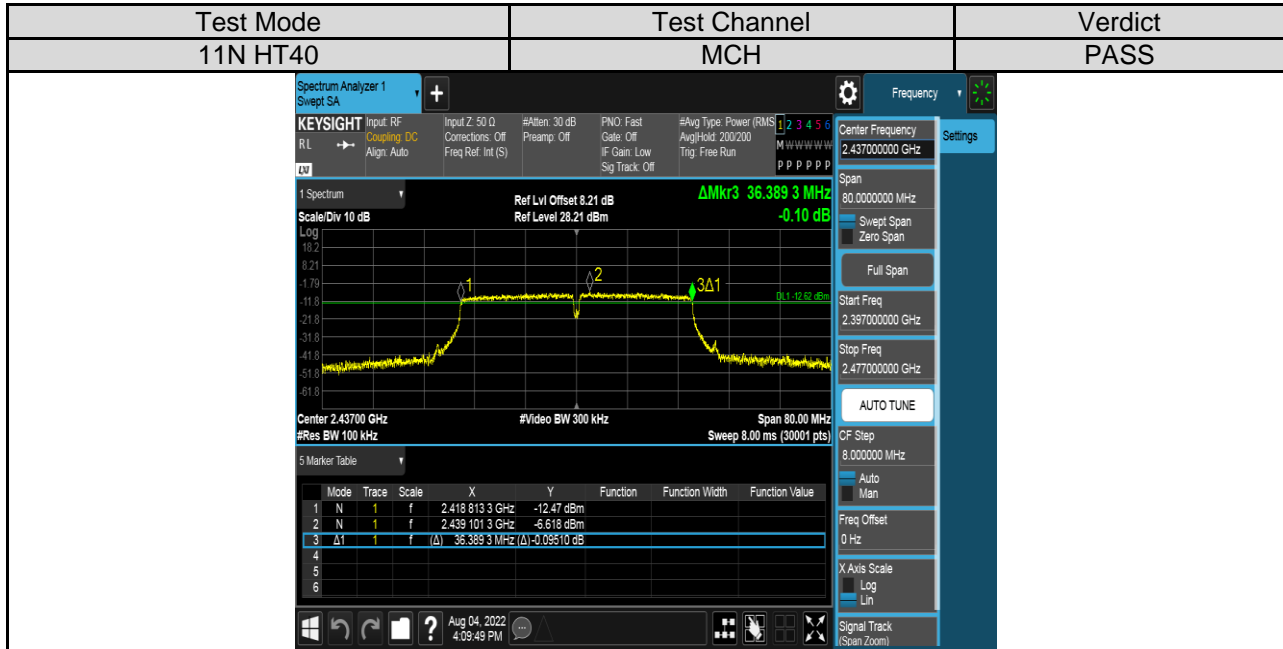 Test Mode Test Channel Verdict
11N HT40 MCH PASS
Spectrum Analyzer 1
Swept SA
+
Frequency
KEYSIGHT
RL
LXI
Input: RF
Coupling: DC
Align: Auto
Input Z: 50 Ω
Corrections: Off
Freq Ref: Int (S)
#Atten: 30 dB
Preamp: Off
PNO: Fast
Gate: Off
IF Gain: Low
Sig Track: Off
#Avg Type: Power (RMS
Avg|Hold: 200/200
Trig: Free Run
1 2 3 4 5 6
M W W W W W
P P P P P P
Center Frequency
2.437000000 GHz
Settings
1 Spectrum
Scale/Div 10 dB
Ref Lvl Offset 8.21 dB
Ref Level 28.21 dBm
ΔMkr3 36.389 3 MHz
-0.10 dB
Log
18.2
8.21
-1.79
-11.8
-21.8
-31.8
-41.8
-51.8
-61.8
1
2
3Δ1
DL1 -12.62 dBm
Center 2.43700 GHz
#Res BW 100 kHz
#Video BW 300 kHz
Span 80.00 MHz
Sweep 8.00 ms (30001 pts)
Span
80.0000000 MHz
Swept Span
Zero Span
Full Span
Start Freq
2.397000000 GHz
Stop Freq
2.477000000 GHz
AUTO TUNE
CF Step
8.000000 MHz
Auto
Man
Freq Offset
0 Hz
X Axis Scale
Log
Lin
Signal Track
(Span Zoom)
5 Marker Table
Mode Trace Scale X Y Function Function Width Function Value
1 N 1 f 2.418 813 3 GHz -12.47 dBm
2 N 1 f 2.439 101 3 GHz -6.618 dBm
3 Δ1 1 f (Δ) 36.389 3 MHz (Δ) -0.09510 dB
4
5
6
?
Aug 04, 2022
4:09:49 PM